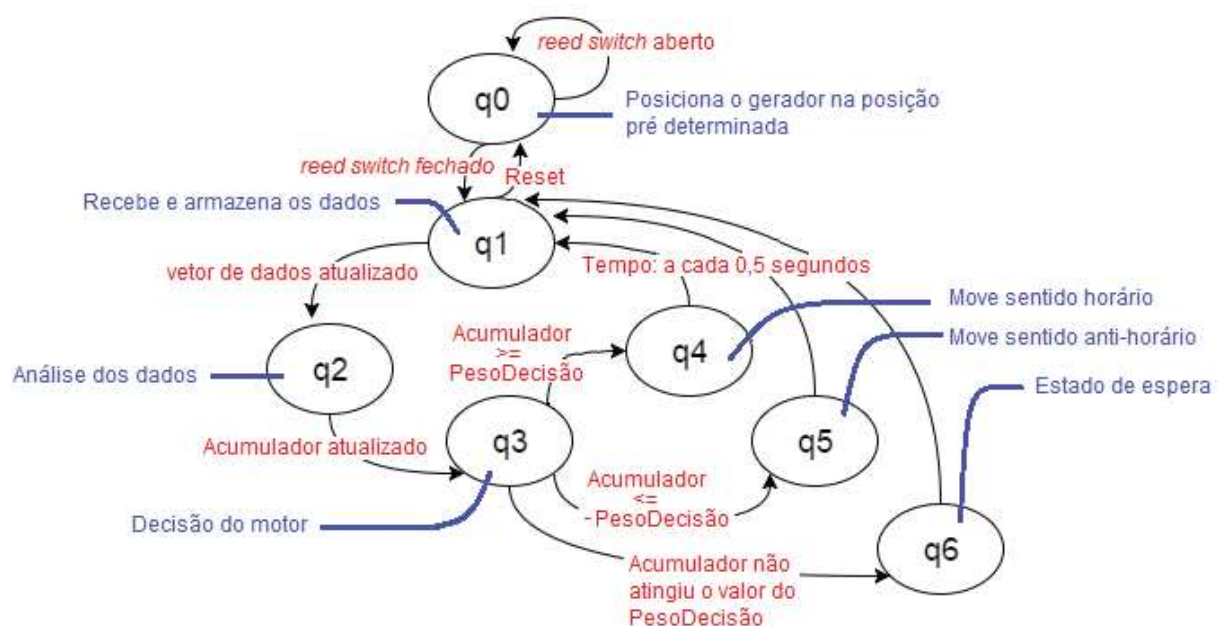 reed switch aberto
q0
Posiciona o gerador na posição
pré determinada
reed switch fechado
Reset
Recebe e armazena os dados
q1
vetor de dados atualizado
Tempo: a cada 0,5 segundos
Move sentido horário
Acumulador
>=
PesoDecisão
q4
Move sentido anti-horário
Análise dos dados
q2
Estado de espera
Acumulador atualizado
q3
q5
Acumulador
<=
-PesoDecisão
Decisão do motor
q6
Acumulador não
atingiu o valor do
PesoDecisão